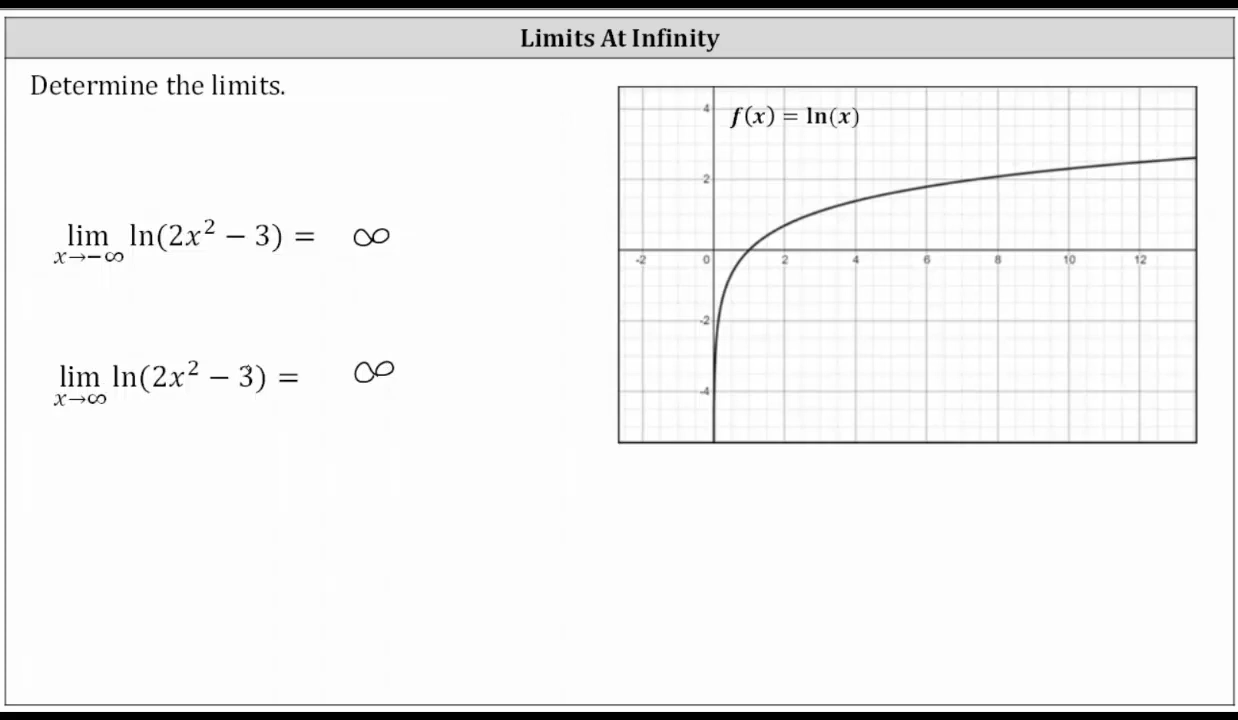 Limits At Infinity
Determine the limits.
f(x) = ln(x)
lim ln(2x² − 3) = ∞
x→−∞
lim ln(2x² − 3) = ∞
x→∞
4
2
-2 0 2 4 6 8 10 12
-2
-4